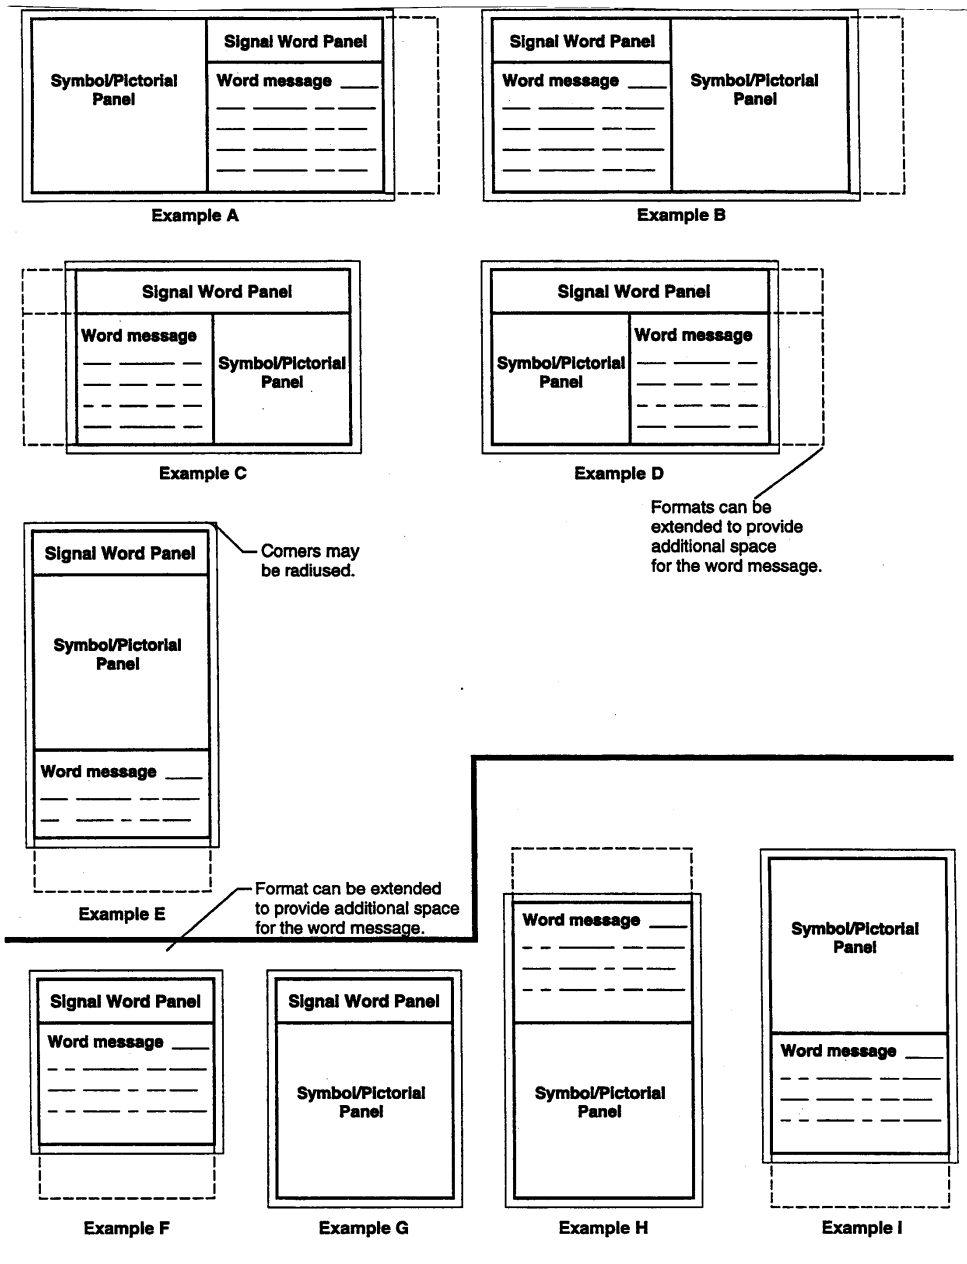 Symbol/Pictorial
Panel
Signal Word Panel
Word message
Example A
Signal Word Panel
Word message
Symbol/Pictorial
Panel
Example B
Signal Word Panel
Word message
Symbol/Pictorial
Panel
Example C
Signal Word Panel
Symbol/Pictorial
Panel
Word message
Example D
Formats can be
extended to provide
additional space
for the word message.
Signal Word Panel
Symbol/Pictorial
Panel
Word message
Example E
Corners may
be radiused.
Format can be extended
to provide additional space
for the word message.
Signal Word Panel
Word message
Example F
Signal Word Panel
Symbol/Pictorial
Panel
Example G
Word message
Symbol/Pictorial
Panel
Example H
Symbol/Pictorial
Panel
Word message
Example I